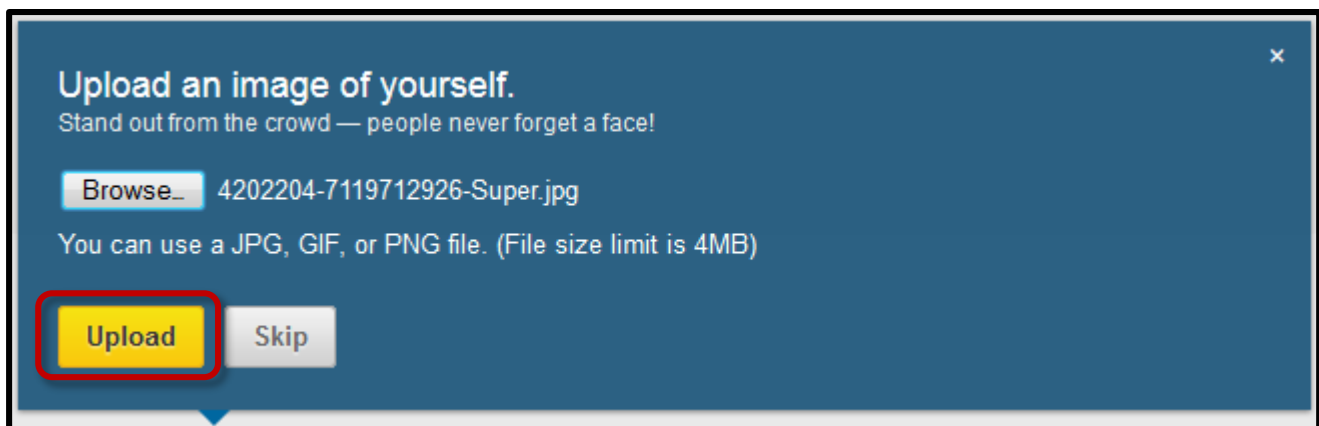 ×
Upload an image of yourself.
Stand out from the crowd — people never forget a face!
Browse_ 4202204-7119712926-Super.jpg
You can use a JPG, GIF, or PNG file. (File size limit is 4MB)
Upload Skip